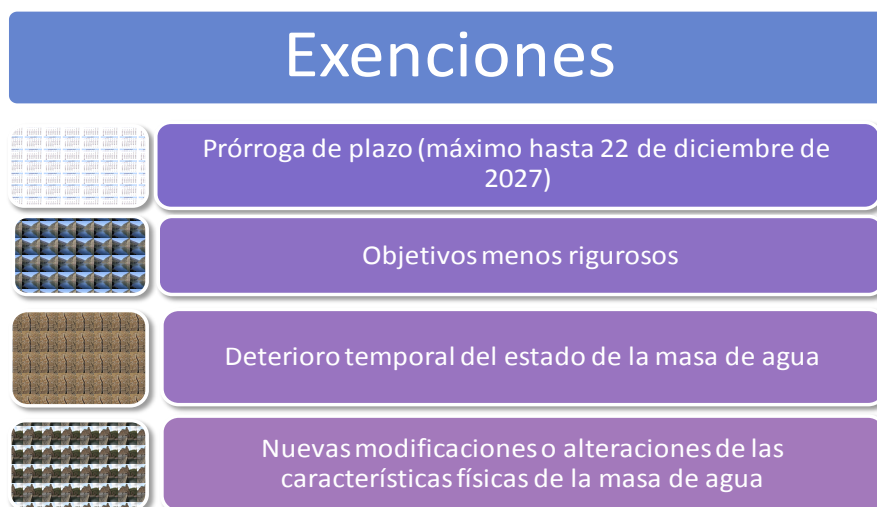 Exenciones
Prórroga de plazo (máximo hasta 22 de diciembre de
2027)
Objetivos menos rigurosos
Deterioro temporal del estado de la masa de agua
Nuevas modificaciones o alteraciones de las
características físicas de la masa de agua